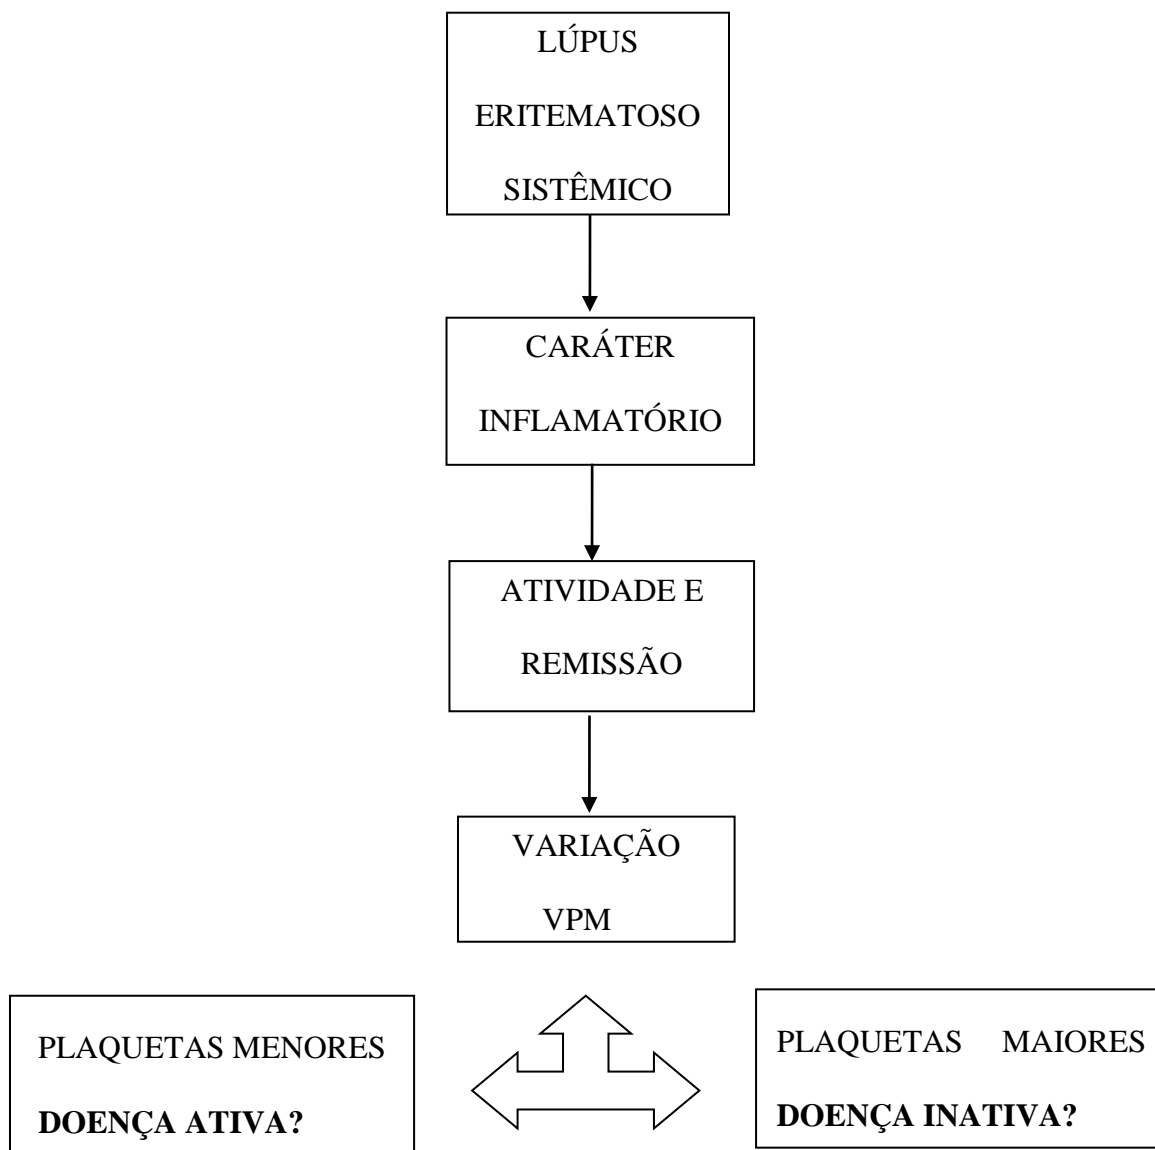 LÚPUS
ERITEMATOSO
SISTÊMICO
CARÁTER
INFLAMATÓRIO
ATIVIDADE E
REMISSÃO
VARIAÇÃO
VPM
PLAQUETAS MENORES
DOENÇA ATIVA?
PLAQUETAS MAIORES
DOENÇA INATIVA?